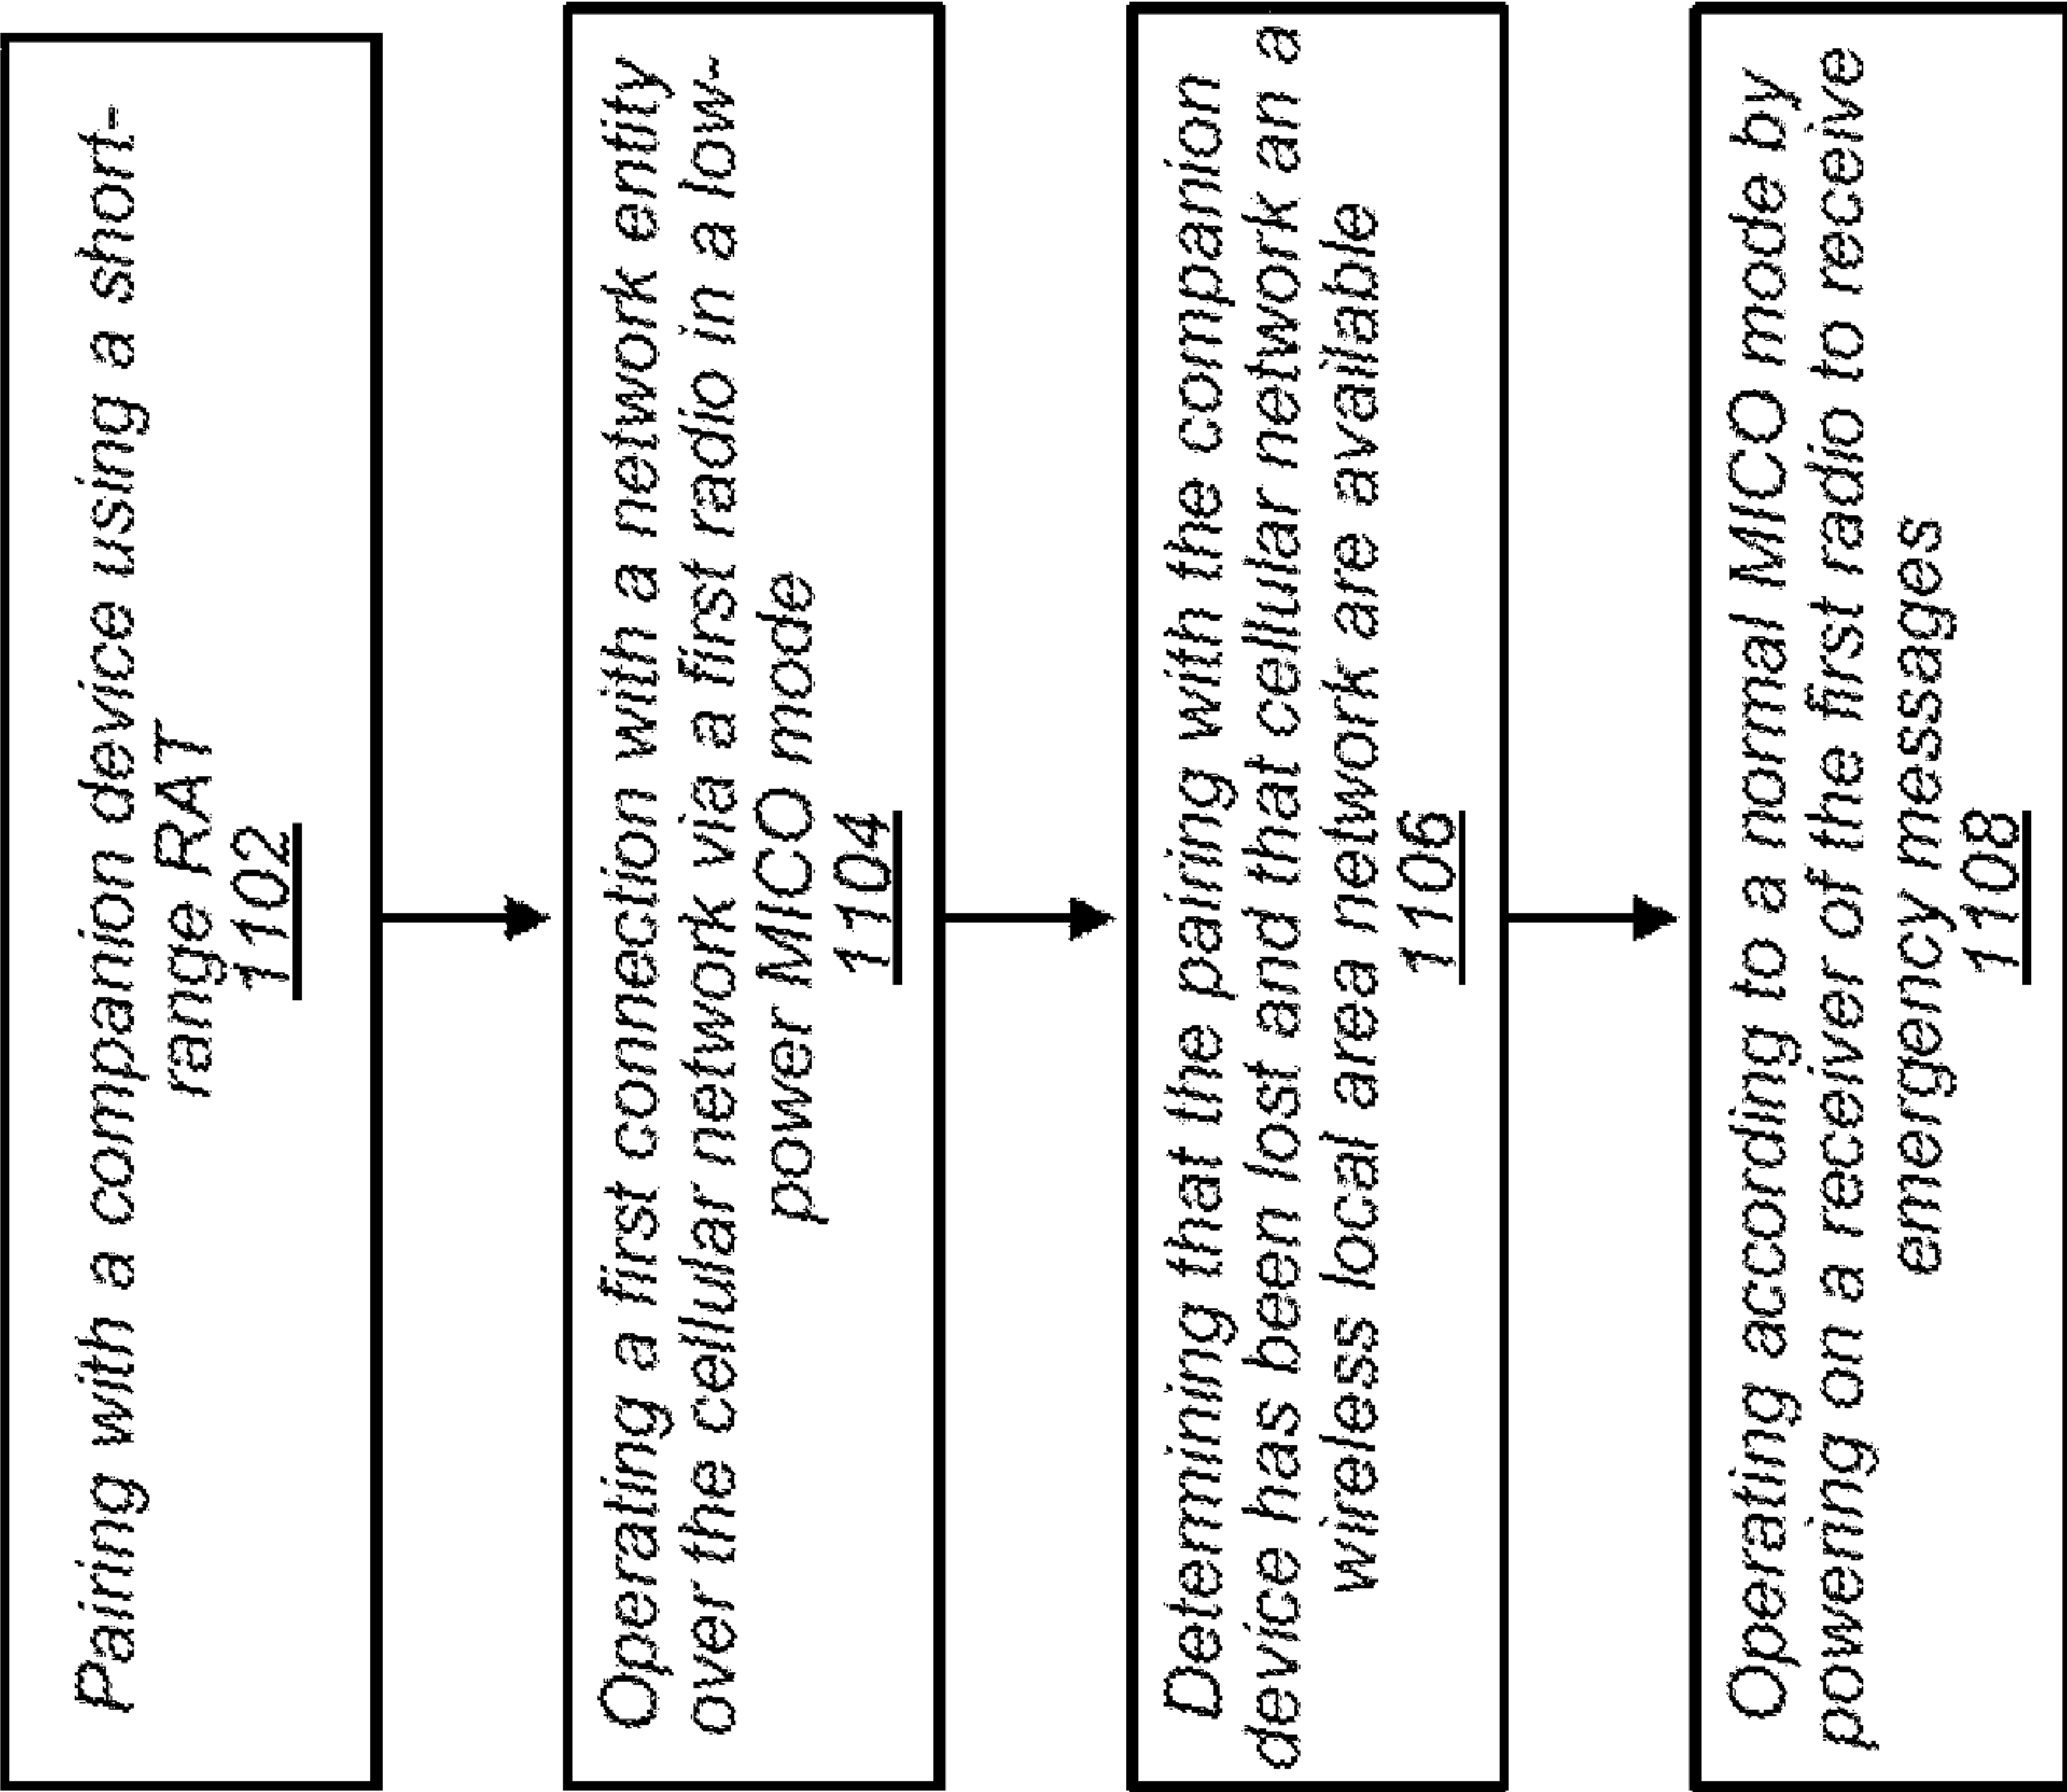 Pairing with a companion device using a short-
range RAT
1102
Operating a first connection with a network entity
over the cellular network via a first radio in a low-
power MICO mode
1104
Determining that the pairing with the companion
device has been lost and that cellular network an a
wireless local area network are available
1106
Operating according to a normal MICO mode by
powering on a receiver of the first radio to receive
emergency messages
1108